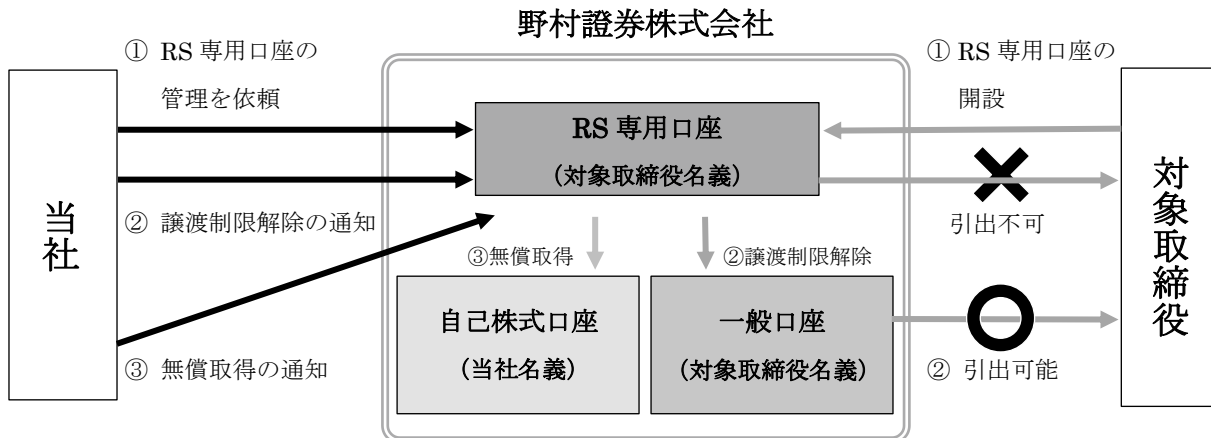 野村證券株式会社
① RS 専用口座の
管理を依頼
① RS 専用口座の
開設
RS 専用口座
(対象取締役名義)
当社
対象取締役
② 譲渡制限解除の通知
引出不可
③無償取得
②譲渡制限解除
自己株式口座
(当社名義)
一般口座
(対象取締役名義)
③ 無償取得の通知
② 引出可能